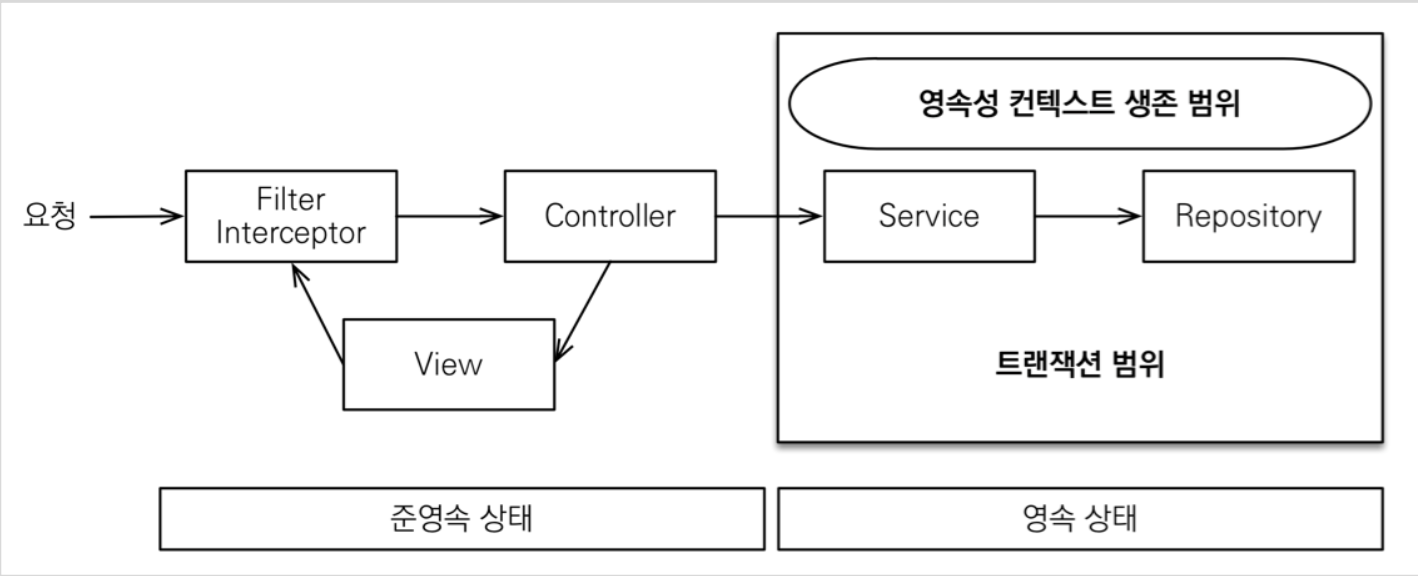 영속성 컨텍스트 생존 범위
요청
Filter
Interceptor
Controller
Service
Repository
View
트랜잭션 범위
준영속 상태
영속 상태